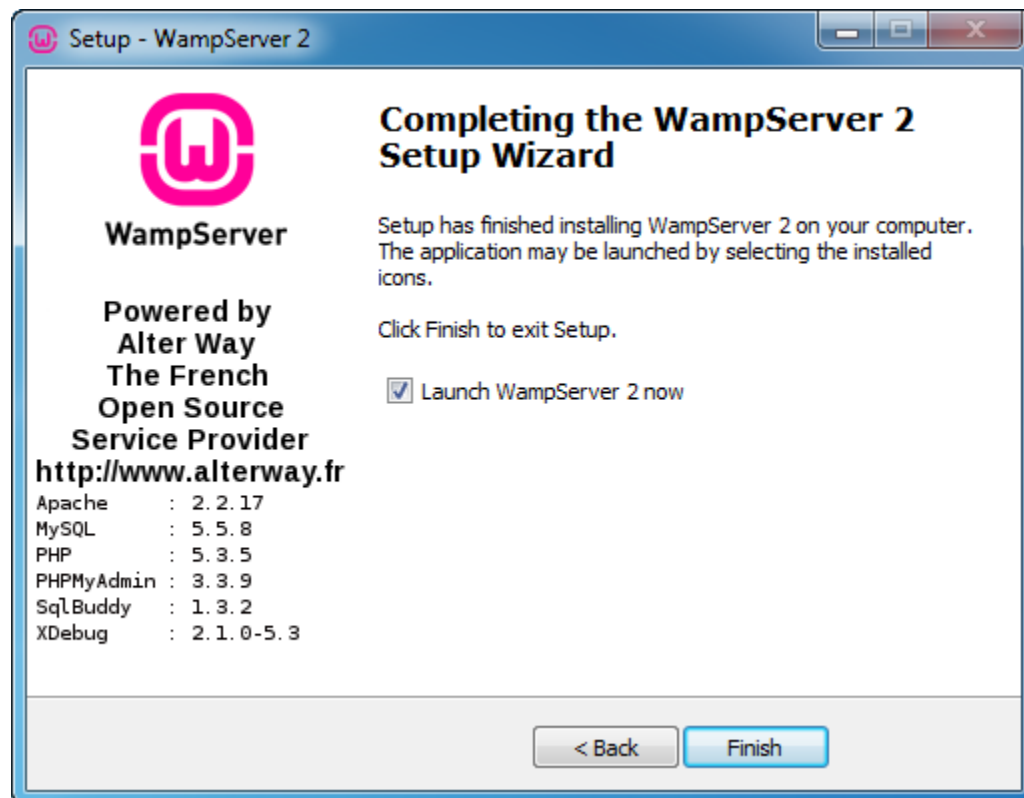 Setup - WampServer 2
WampServer
Powered by
Alter Way
The French
Open Source
Service Provider
http://www.alterway.fr
Apache : 2.2.17
MySQL : 5.5.8
PHP : 5.3.5
PHPMyAdmin : 3.3.9
SqlBuddy : 1.3.2
XDebug : 2.1.0-5.3
Completing the WampServer 2
Setup Wizard
Setup has finished installing WampServer 2 on your computer.
The application may be launched by selecting the installed
icons.
Click Finish to exit Setup.
Launch WampServer 2 now
< Back
Finish